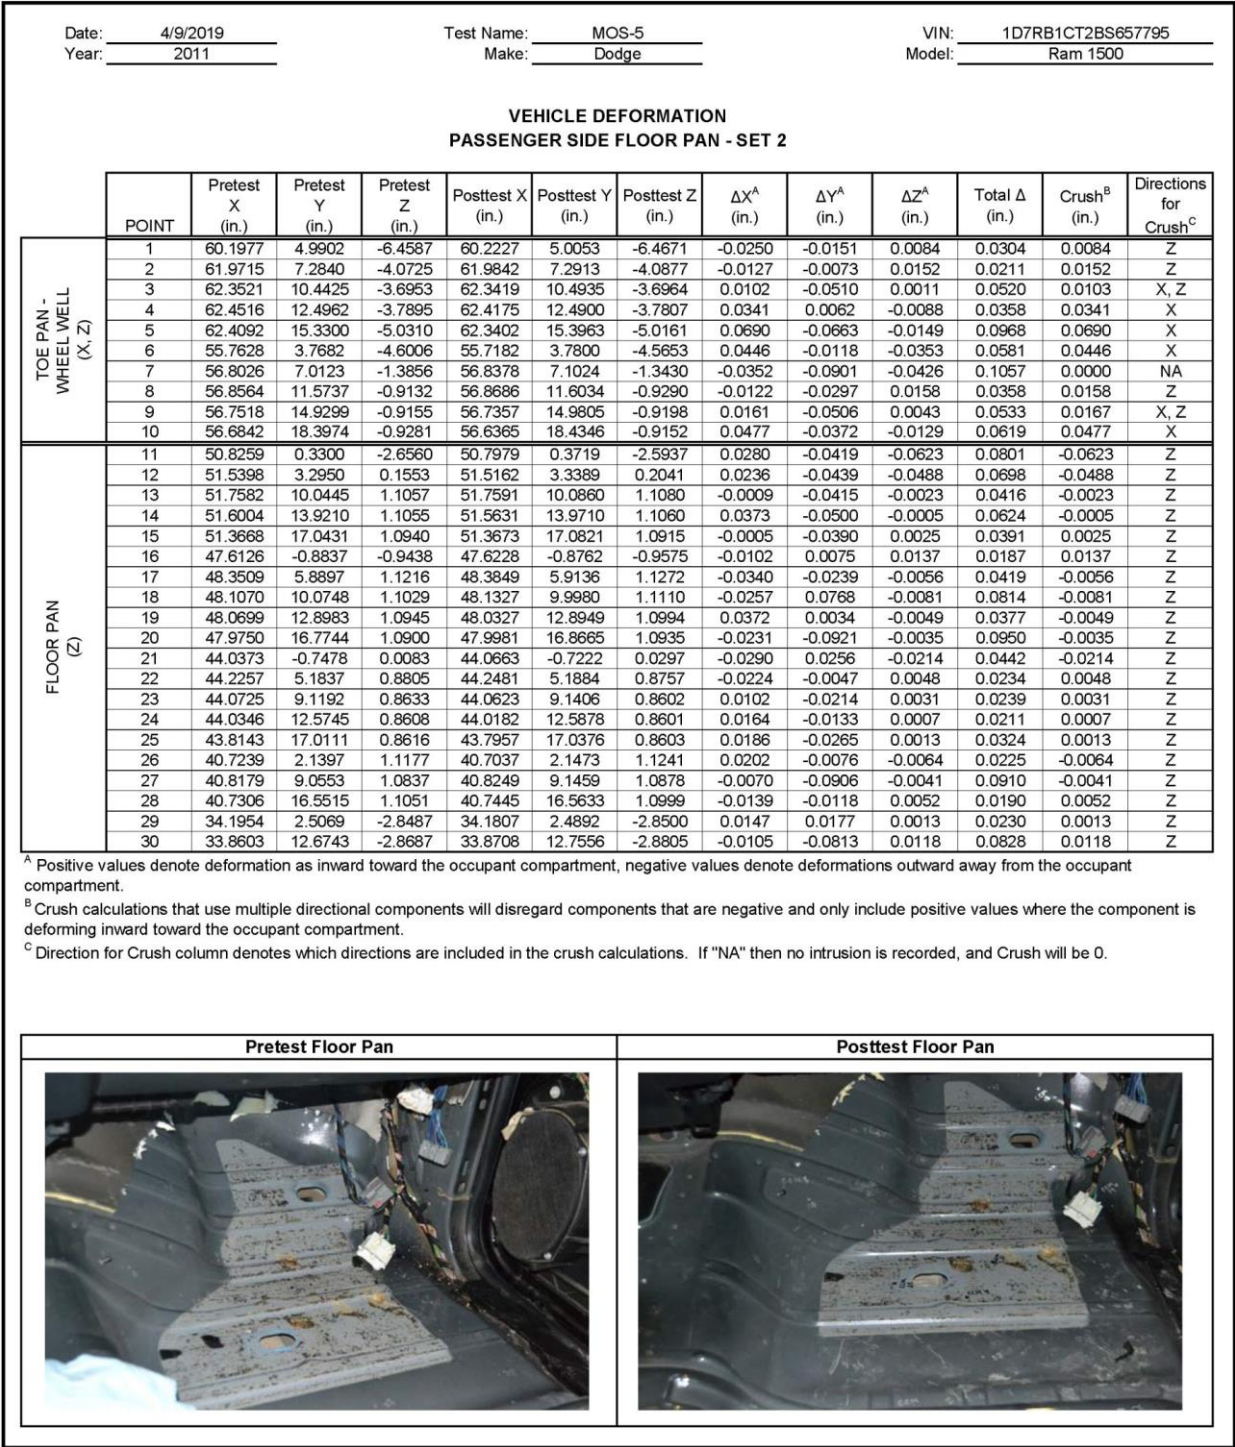 Date: 4/9/2019 Test Name: MOS-5 VIN: 1D7RB1CT2BS657795
Year: 2011 Make: Dodge Model: Ram 1500
VEHICLE DEFORMATION
PASSENGER SIDE FLOOR PAN - SET 2
POINT Pretest X (in.) Pretest Y (in.) Pretest Z (in.) Posttest X (in.) Posttest Y (in.) Posttest Z (in.) ΔX^A (in.) ΔY^A (in.) ΔZ^A (in.) Total Δ (in.) Crush^B (in.) Directions for Crush^C
TOE PAN - WHEEL WELL (X, Z)
1 60.1977 4.9902 -6.4587 60.2227 5.0053 -6.4671 -0.0250 -0.0151 0.0084 0.0304 0.0084 Z
2 61.9715 7.2840 -4.0725 61.9842 7.2913 -4.0877 -0.0127 -0.0073 0.0152 0.0211 0.0152 Z
3 62.3521 10.4425 -3.6953 62.3419 10.4935 -3.6964 0.0102 -0.0510 0.0011 0.0520 0.0103 X, Z
4 62.4516 12.4962 -3.7895 62.4175 12.4900 -3.7807 0.0341 0.0062 -0.0088 0.0358 0.0341 X
5 62.4092 15.3300 -5.0310 62.3402 15.3963 -5.0161 0.0690 -0.0663 -0.0149 0.0968 0.0690 X
6 55.7628 3.7682 -4.6006 55.7182 3.7800 -4.5653 0.0446 -0.0118 -0.0353 0.0581 0.0446 X
7 56.8026 7.0123 -1.3856 56.8378 7.1024 -1.3430 -0.0352 -0.0901 -0.0426 0.1057 0.0000 NA
8 56.8564 11.5737 -0.9132 56.8686 11.6034 -0.9290 -0.0122 -0.0297 0.0158 0.0358 0.0158 Z
9 56.7518 14.9299 -0.9155 56.7357 14.9805 -0.9198 0.0161 -0.0506 0.0043 0.0533 0.0167 X, Z
10 56.6842 18.3974 -0.9281 56.6365 18.4346 -0.9152 0.0477 -0.0372 -0.0129 0.0619 0.0477 X
FLOOR PAN (Z)
11 50.8259 0.3300 -2.6560 50.7979 0.3719 -2.5937 0.0280 -0.0419 -0.0623 0.0801 -0.0623 Z
12 51.5398 3.2950 0.1553 51.5162 3.3389 0.2041 0.0236 -0.0439 -0.0488 0.0698 -0.0488 Z
13 51.7582 10.0445 1.1057 51.7591 10.0860 1.1080 -0.0009 -0.0415 -0.0023 0.0416 -0.0023 Z
14 51.6004 13.9210 1.1055 51.5631 13.9710 1.1060 0.0373 -0.0500 -0.0005 0.0624 -0.0005 Z
15 51.3668 17.0431 1.0940 51.3673 17.0821 1.0915 -0.0005 -0.0390 0.0025 0.0391 0.0025 Z
16 47.6126 -0.8837 -0.9438 47.6228 -0.8762 -0.9575 -0.0102 0.0075 0.0137 0.0187 0.0137 Z
17 48.3509 5.8897 1.1216 48.3849 5.9136 1.1272 -0.0340 -0.0239 -0.0056 0.0419 -0.0056 Z
18 48.1070 10.0748 1.1029 48.1327 9.9980 1.1110 -0.0257 0.0768 -0.0081 0.0814 -0.0081 Z
19 48.0699 12.8983 1.0945 48.0327 12.8949 1.0994 0.0372 0.0034 -0.0049 0.0377 -0.0049 Z
20 47.9750 16.7744 1.0900 47.9981 16.8665 1.0935 -0.0231 -0.0921 -0.0035 0.0950 -0.0035 Z
21 44.0373 -0.7478 0.0083 44.0663 -0.7222 0.0297 -0.0290 0.0256 -0.0214 0.0442 -0.0214 Z
22 44.2257 5.1837 0.8805 44.2481 5.1884 0.8757 -0.0224 -0.0047 0.0048 0.0234 0.0048 Z
23 44.0725 9.1192 0.8633 44.0623 9.1406 0.8602 0.0102 -0.0214 0.0031 0.0239 0.0031 Z
24 44.0346 12.5745 0.8608 44.0182 12.5878 0.8601 0.0164 -0.0133 0.0007 0.0211 0.0007 Z
25 43.8143 17.0111 0.8616 43.7957 17.0376 0.8603 0.0186 -0.0265 0.0013 0.0324 0.0013 Z
26 40.7239 2.1397 1.1177 40.7037 2.1473 1.1241 0.0202 -0.0076 -0.0064 0.0225 -0.0064 Z
27 40.8179 9.0553 1.0837 40.8249 9.1459 1.0878 -0.0070 -0.0906 -0.0041 0.0910 -0.0041 Z
28 40.7306 16.5515 1.1051 40.7445 16.5633 1.0999 -0.0139 -0.0118 0.0052 0.0190 0.0052 Z
29 34.1954 2.5069 -2.8487 34.1807 2.4892 -2.8500 0.0147 0.0177 0.0013 0.0230 0.0013 Z
30 33.8603 12.6743 -2.8687 33.8708 12.7556 -2.8805 -0.0105 -0.0813 0.0118 0.0828 0.0118 Z
^A Positive values denote deformation as inward toward the occupant compartment, negative values denote deformations outward away from the occupant
compartment.
^B Crush calculations that use multiple directional components will disregard components that are negative and only include positive values where the component is
deforming inward toward the occupant compartment.
^C Direction for Crush column denotes which directions are included in the crush calculations. If "NA" then no intrusion is recorded, and Crush will be 0.
Pretest Floor Pan Posttest Floor Pan